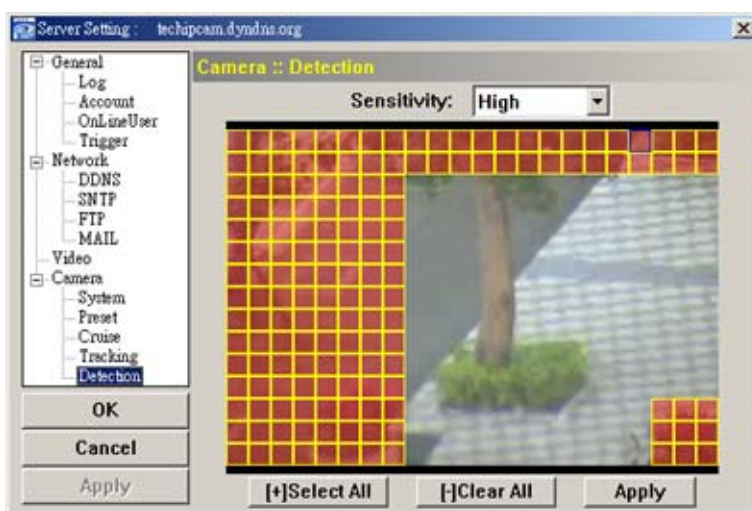 Server Setting : techipcam.dyndns.org
General
Log
Account
OnLineUser
Trigger
Network
DDNS
SNTP
FTP
MAIL
Video
Camera
System
Preset
Cruise
Tracking
Detection
OK
Cancel
Apply
Camera :: Detection
Sensitivity: High
[+]Select All [-]Clear All Apply